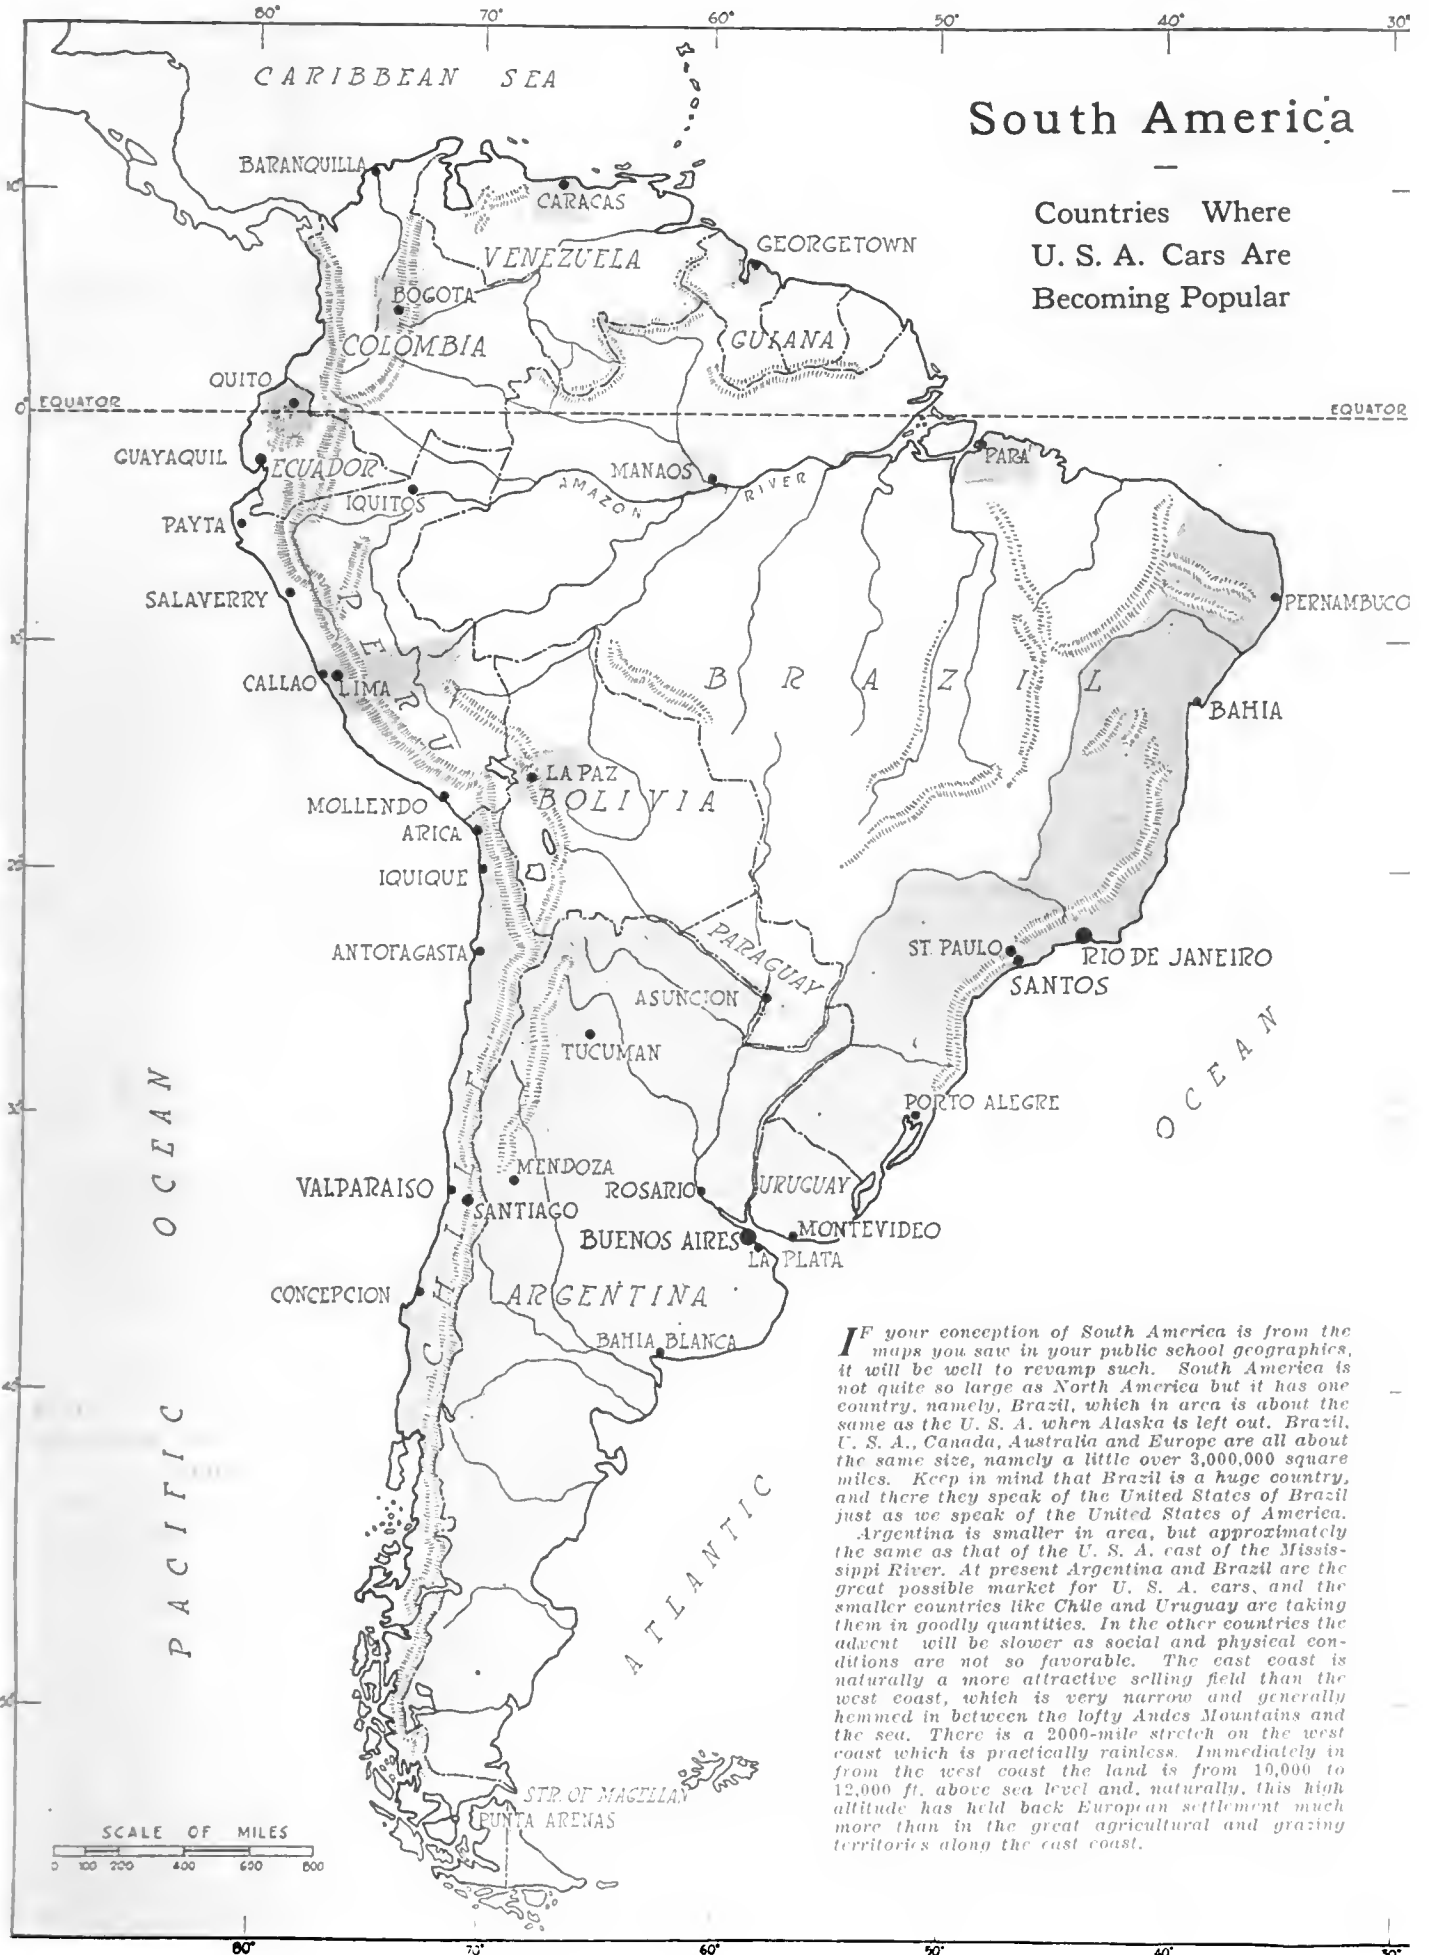 80°
70°
60°
50°
40°
30°
CARIBBEAN SEA
South America
Countries Where
U. S. A. Cars Are
Becoming Popular
BARANQUILLA
10°
CARACAS
VENEZUELA
GEORGETOWN
BOGOTA
COLOMBIA
GUIANA
QUITO
0°
EQUATOR
EQUATOR
GUAYAQUIL
ECUADOR
PARA
MANAOS
AMAZON RIVER
IQUITOS
PAYTA
SALAVERRY
PERNAMBUCO
PERU
10°
BRAZIL
CALLAO
LIMA
BAHIA
LA PAZ
BOLIVIA
MOLLENDO
ARICA
20°
IQUIQUE
ANTOFAGASTA
PARAGUAY
ST. PAULO
RIO DE JANEIRO
SANTOS
ASUNCION
TUCUMAN
PACIFIC OCEAN
ATLANTIC OCEAN
30°
PORTO ALEGRE
CHILE
MENDOZA
VALPARAISO
SANTIAGO
ROSARIO
URUGUAY
BUENOS AIRES
MONTEVIDEO
LA PLATA
CONCEPCION
ARGENTINA
BAHIA BLANCA
40°
IF your conception of South America is from the
maps you saw in your public school geographies,
it will be well to revamp such. South America is
not quite so large as North America but it has one
country, namely, Brazil, which in area is about the
same as the U. S. A. when Alaska is left out. Brazil,
U. S. A., Canada, Australia and Europe are all about
the same size, namely a little over 3,000,000 square
miles. Keep in mind that Brazil is a huge country,
and there they speak of the United States of Brazil
just as we speak of the United States of America.
Argentina is smaller in area, but approximately
the same as that of the U. S. A. east of the Missis-
sippi River. At present Argentina and Brazil are the
great possible market for U. S. A. cars, and the
smaller countries like Chile and Uruguay are taking
them in goodly quantities. In the other countries the
advent will be slower as social and physical con-
ditions are not so favorable. The east coast is
naturally a more attractive selling field than the
west coast, which is very narrow and generally
hemmed in between the lofty Andes Mountains and
the sea. There is a 2000-mile stretch on the west
coast which is practically rainless. Immediately in
from the west coast the land is from 10,000 to
12,000 ft. above sea level and, naturally, this high
altitude has held back European settlement much
more than in the great agricultural and grazing
territories along the east coast.
50°
STR. OF MAGELLAN
PUNTA ARENAS
SCALE OF MILES
0 100 200 400 600 800
80°
70°
60°
50°
40°
30°